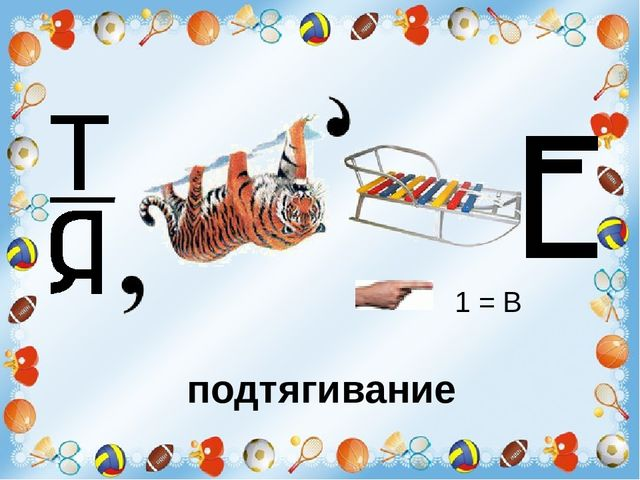 Т
Я , ’ Е
1 = В
подтягивание